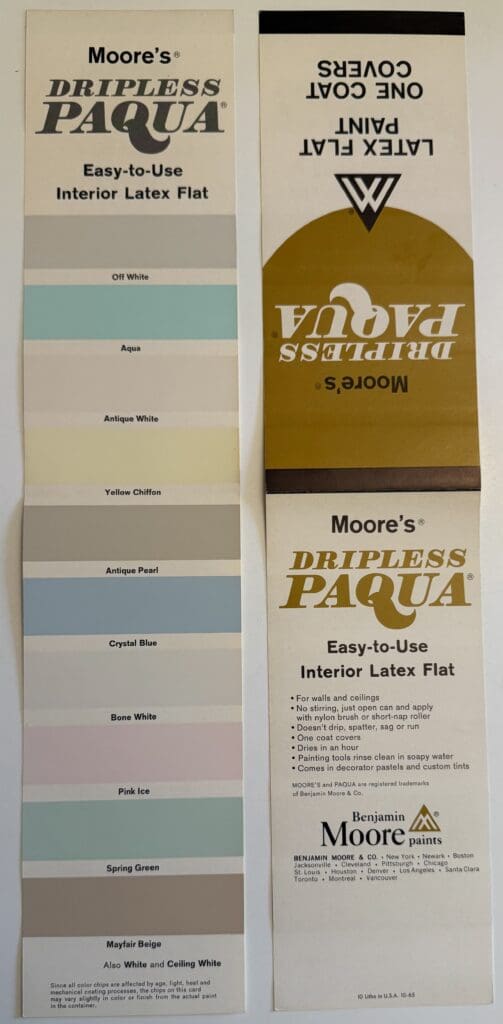 Moore's®
DRIPLESS
PAQUA®
Easy-to-Use
Interior Latex Flat
Off White
Aqua
Antique White
Yellow Chiffon
Antique Pearl
Crystal Blue
Bone White
Pink Ice
Spring Green
Mayfair Beige
Also White and Ceiling White
Since all color chips are affected by age, light, heat and
mechanical coating processes, the chips on this card
may vary slightly in color or finish from the actual paint
in the container.
Moore's®
DRIPLESS
PAQUA
LATEX FLAT
PAINT
ONE COAT
COVERS
Moore's®
DRIPLESS
PAQUA®
Easy-to-Use
Interior Latex Flat
• For walls and ceilings
• No stirring, just open can and apply
with nylon brush or short-nap roller
• Doesn't drip, spatter, sag or run
• One coat covers
• Dries in an hour
• Painting tools rinse clean in soapy water
• Comes in decorator pastels and custom tints
MOORE'S and PAQUA are registered trademarks
of Benjamin Moore & Co.
Benjamin
Moore paints
BENJAMIN MOORE & CO. • New York • Newark • Boston
Jacksonville • Cleveland • Pittsburgh • Chicago
St. Louis • Houston • Denver • Los Angeles • Santa Clara
Toronto • Montreal • Vancouver
10 Litho in U.S.A. 10-65